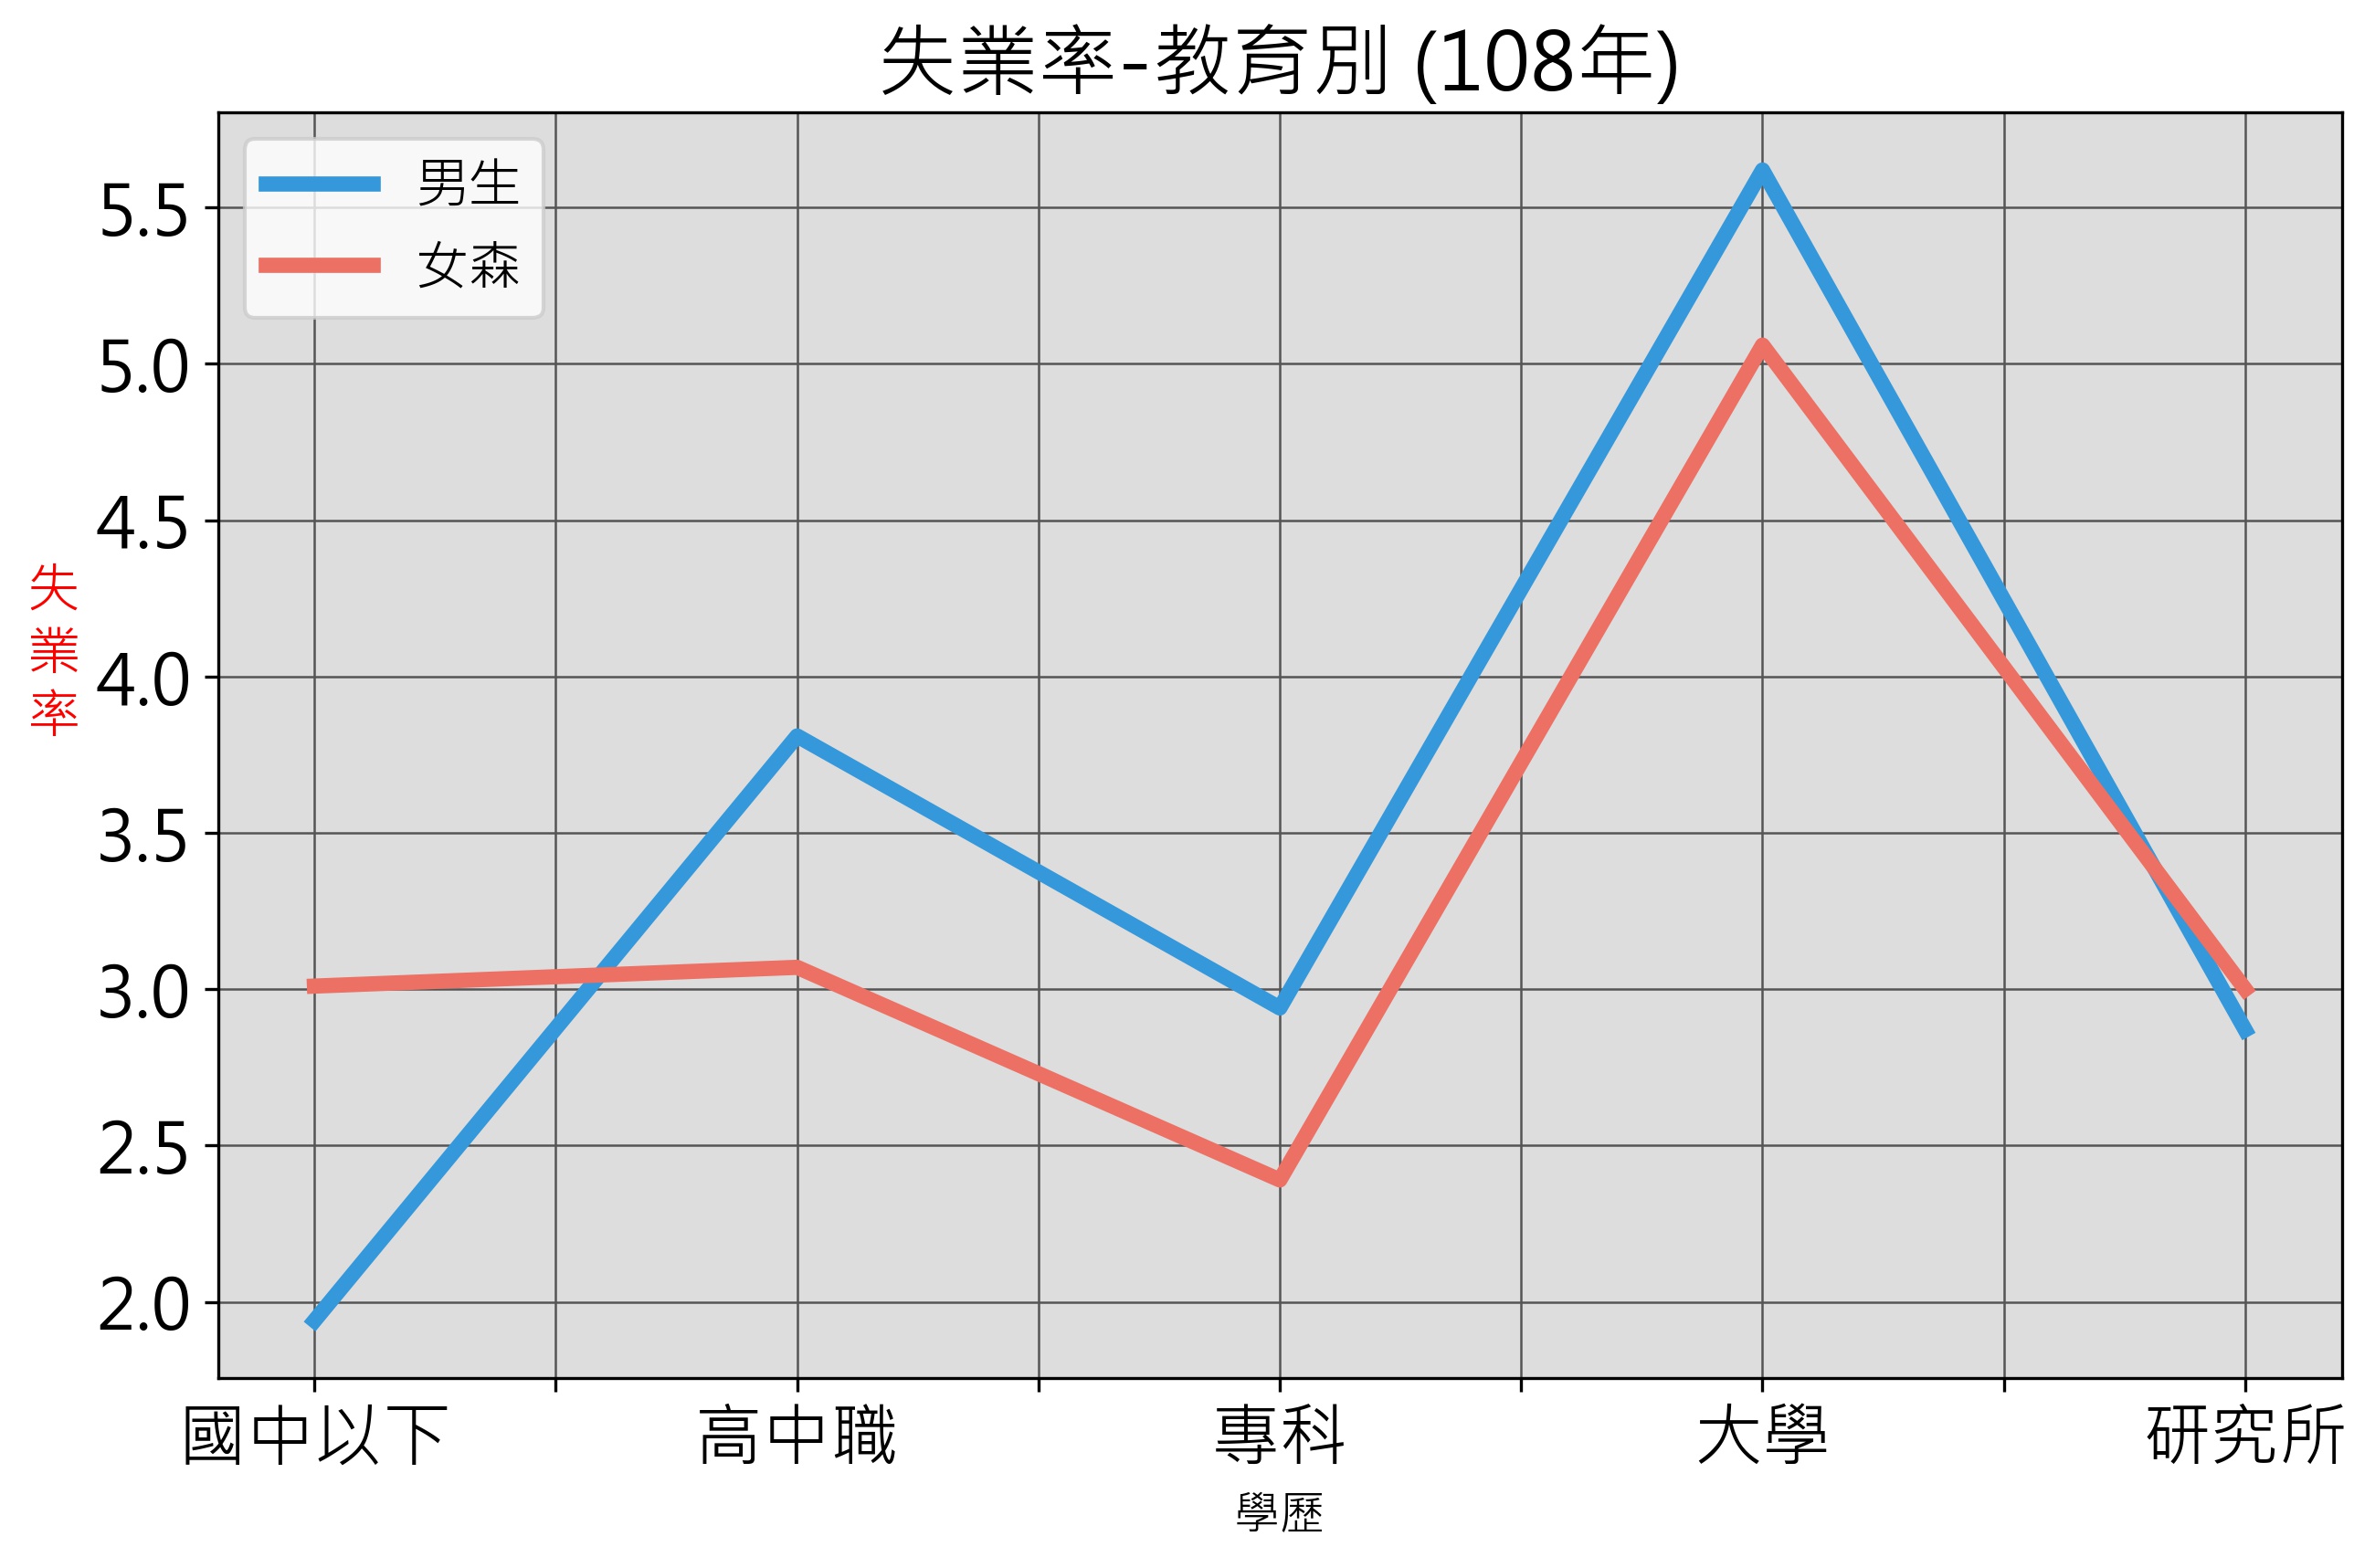 失業率-教育別 (108年)
男生
女森
5.5
5.0
4.5
4.0
3.5
3.0
2.5
2.0
失
業
率
國中以下 高中職 專科 大學 研究所
學歷